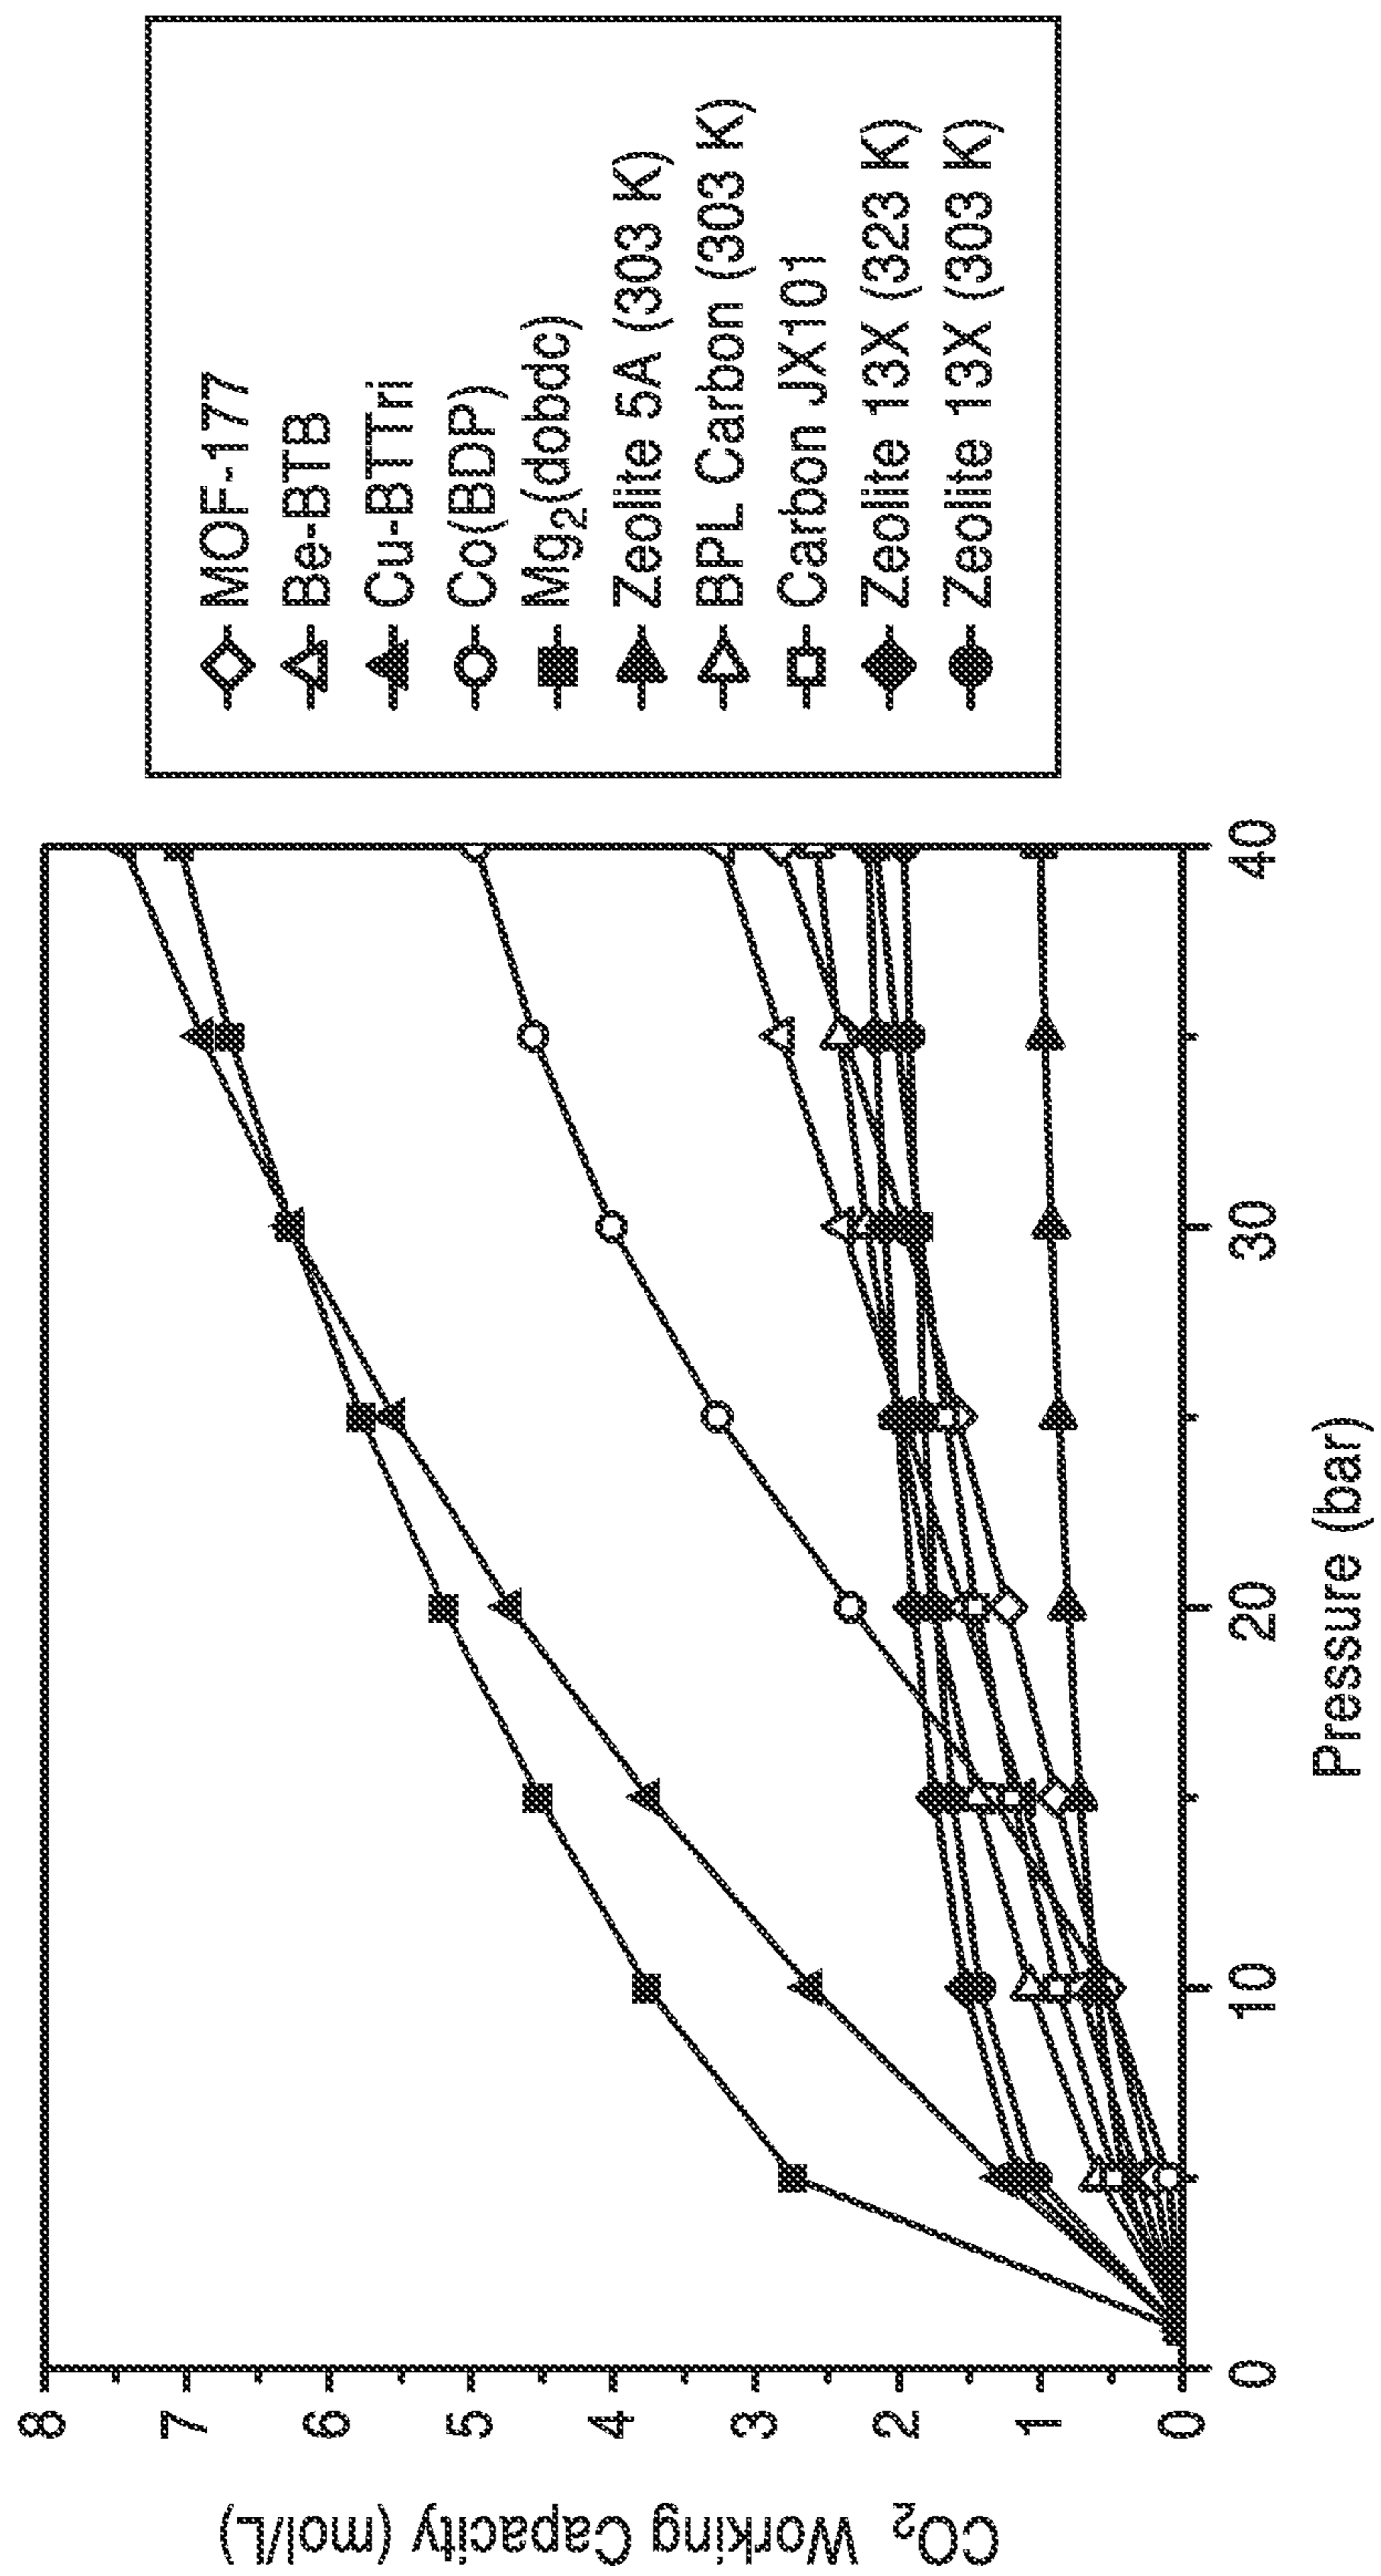 CO2 Working Capacity (mol/L)
8
7
6
5
4
3
2
1
0
0
10
20
30
40
Pressure (bar)
MOF-177
Be-BTB
Cu-BTTri
Co(BDP)
Mg2(dobdc)
Zeolite 5A (303 K)
BPL Carbon (303 K)
Carbon JX101
Zeolite 13X (323 K)
Zeolite 13X (303 K)